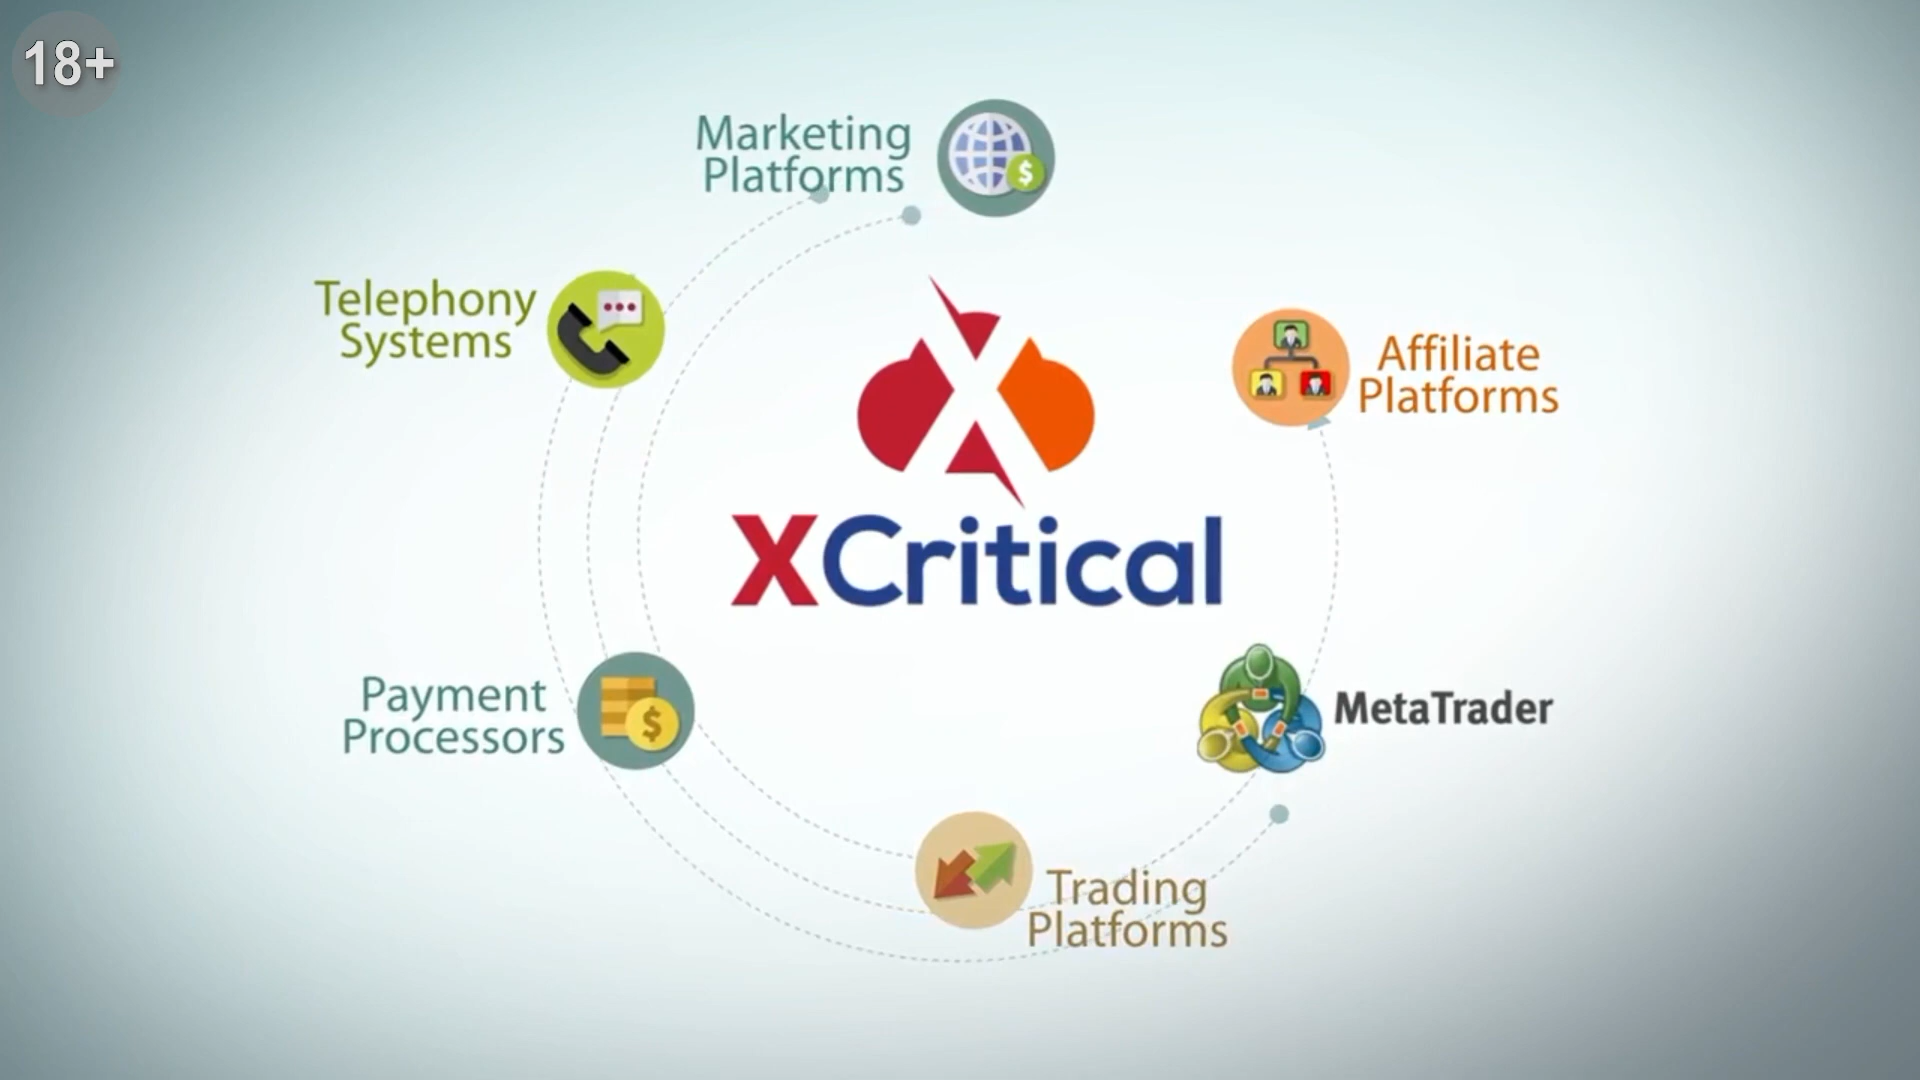 18+
Marketing
Platforms
Telephony
Systems
Affiliate
Platforms
XCritical
Payment
Processors
MetaTrader
Trading
Platforms